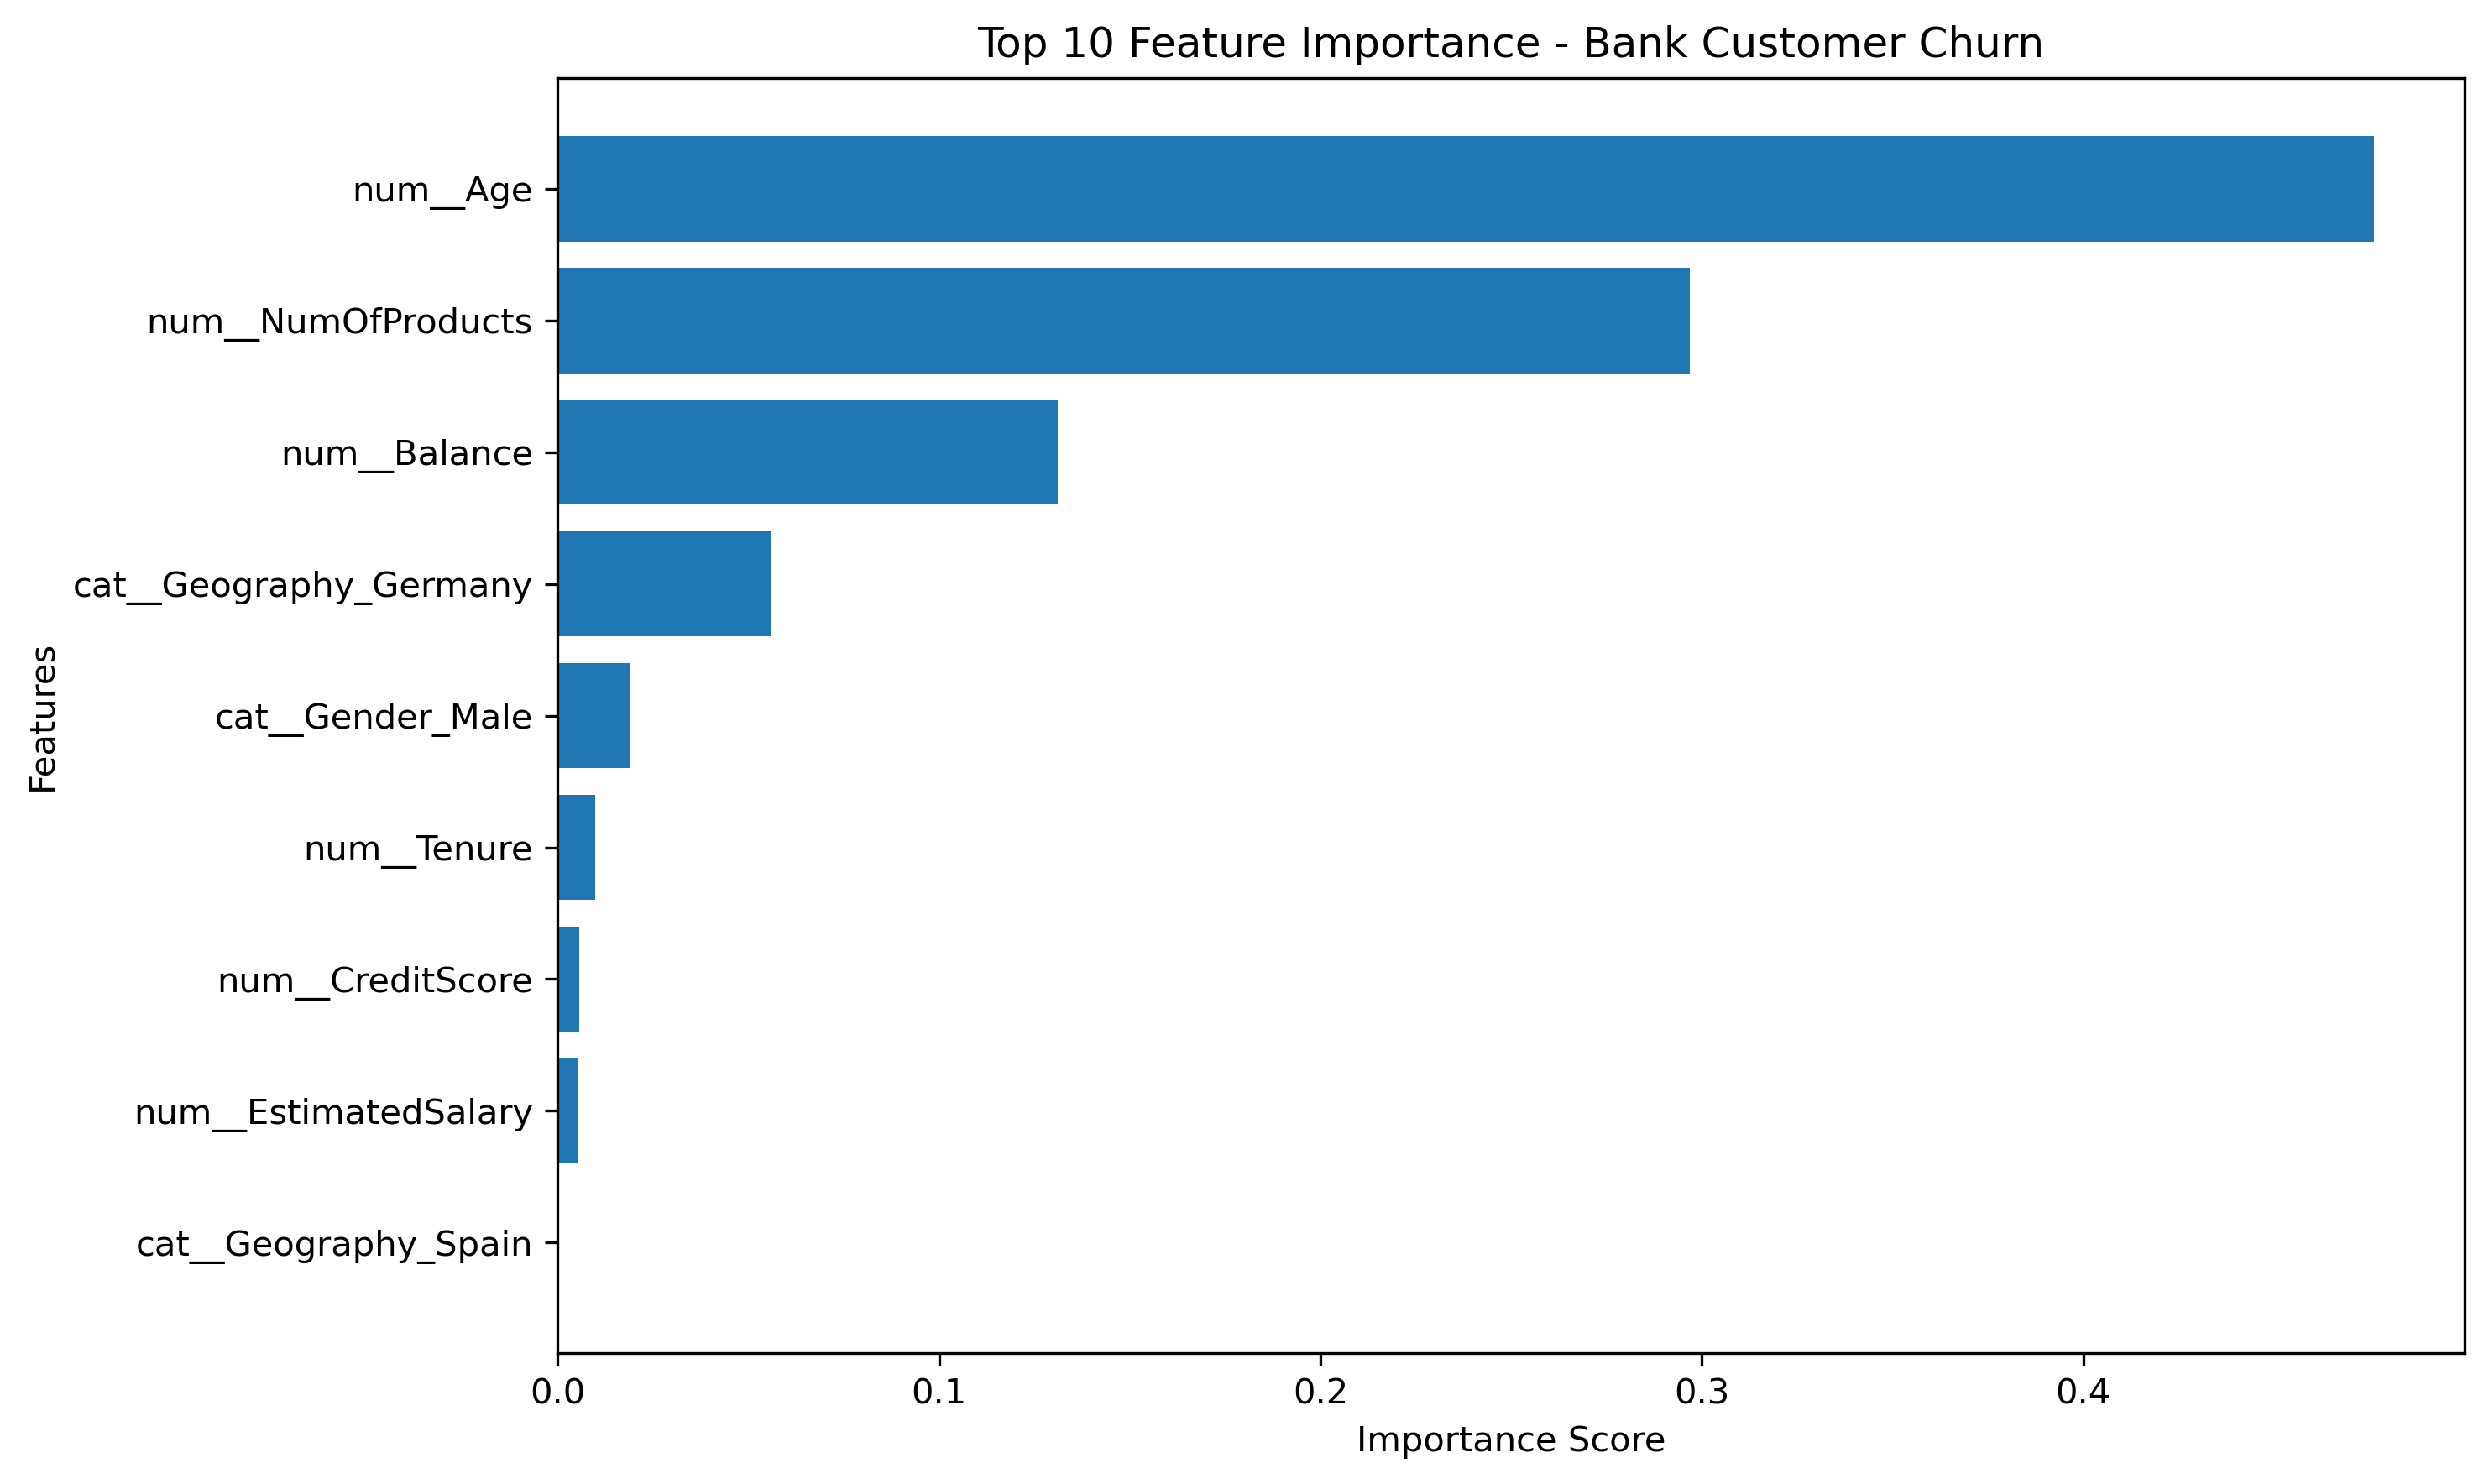 Top 10 Feature Importance - Bank Customer Churn
num__Age
num__NumOfProducts
num__Balance
cat__Geography_Germany
cat__Gender_Male
num__Tenure
num__CreditScore
num__EstimatedSalary
cat__Geography_Spain
Features
0.0 0.1 0.2 0.3 0.4
Importance Score